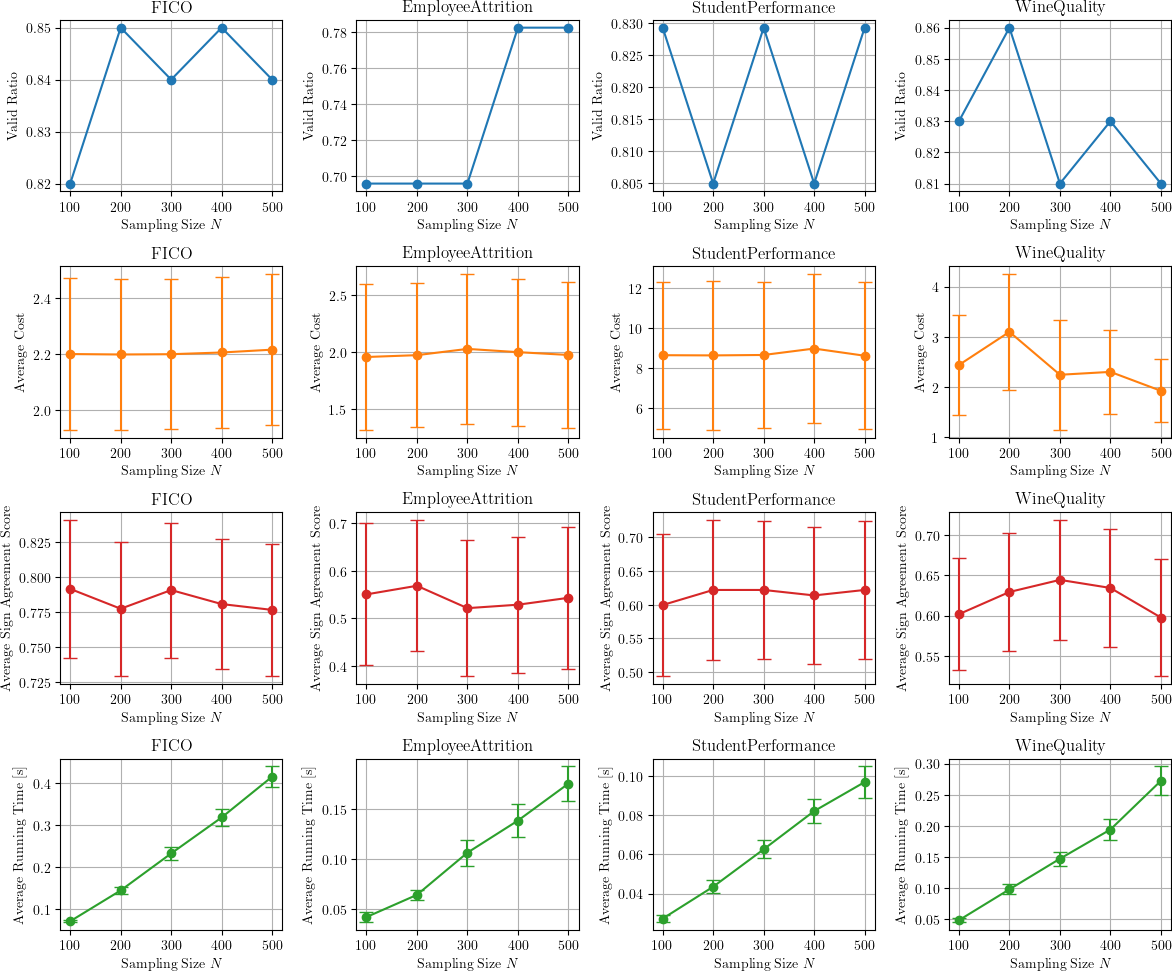 FICO
Valid Ratio
0.85
0.84
0.83
0.82
100 200 300 400 500
Sampling Size N
EmployeeAttrition
Valid Ratio
0.78
0.76
0.74
0.72
0.70
100 200 300 400 500
Sampling Size N
StudentPerformance
Valid Ratio
0.830
0.825
0.820
0.815
0.810
0.805
100 200 300 400 500
Sampling Size N
WineQuality
Valid Ratio
0.86
0.85
0.84
0.83
0.82
0.81
100 200 300 400 500
Sampling Size N
FICO
Average Cost
2.4
2.2
2.0
100 200 300 400 500
Sampling Size N
EmployeeAttrition
Average Cost
2.5
2.0
1.5
100 200 300 400 500
Sampling Size N
StudentPerformance
Average Cost
12
10
8
6
100 200 300 400 500
Sampling Size N
WineQuality
Average Cost
4
3
2
1
100 200 300 400 500
Sampling Size N
FICO
Average Sign Agreement Score
0.825
0.800
0.775
0.750
0.725
100 200 300 400 500
Sampling Size N
EmployeeAttrition
Average Sign Agreement Score
0.7
0.6
0.5
0.4
100 200 300 400 500
Sampling Size N
StudentPerformance
Average Sign Agreement Score
0.70
0.65
0.60
0.55
0.50
100 200 300 400 500
Sampling Size N
WineQuality
Average Sign Agreement Score
0.70
0.65
0.60
0.55
100 200 300 400 500
Sampling Size N
FICO
Average Running Time [s]
0.4
0.3
0.2
0.1
100 200 300 400 500
Sampling Size N
EmployeeAttrition
Average Running Time [s]
0.15
0.10
0.05
100 200 300 400 500
Sampling Size N
StudentPerformance
Average Running Time [s]
0.10
0.08
0.06
0.04
100 200 300 400 500
Sampling Size N
WineQuality
Average Running Time [s]
0.30
0.25
0.20
0.15
0.10
0.05
100 200 300 400 500
Sampling Size N